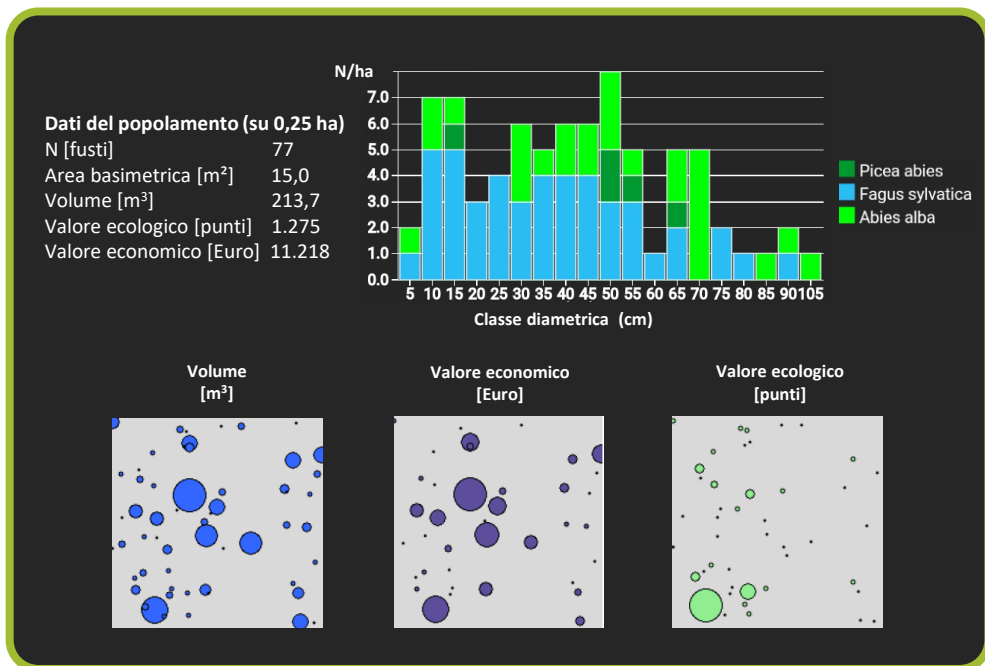 N/ha
7.0
6.0
5.0
4.0
3.0
2.0
1.0
0.0
5 10 15 20 25 30 35 40 45 50 55 60 65 70 75 80 85 90 105
Classe diametrica (cm)
Picea abies
Fagus sylvatica
Abies alba
Dati del popolamento (su 0,25 ha)
N [fusti] 77
Area basimetrica [m²] 15,0
Volume [m³] 213,7
Valore ecologico [punti] 1.275
Valore economico [Euro] 11.218
Volume
[m³]
Valore economico
[Euro]
Valore ecologico
[punti]